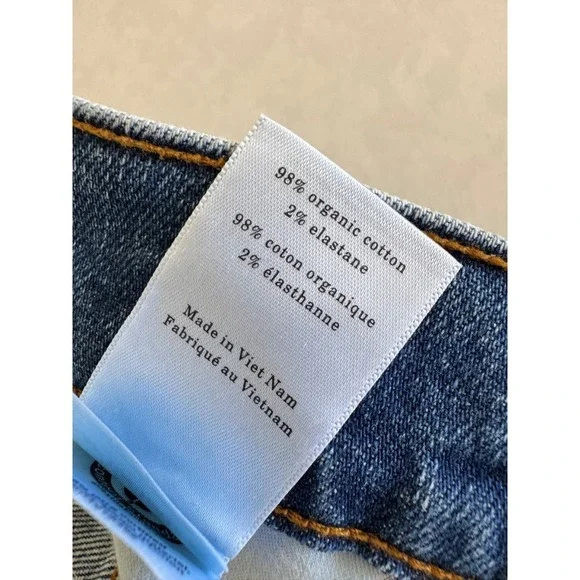 98% organic cotton
2% elastane
98% coton organique
2% élasthanne
Made in Viet Nam
Fabriqué au Vietnam